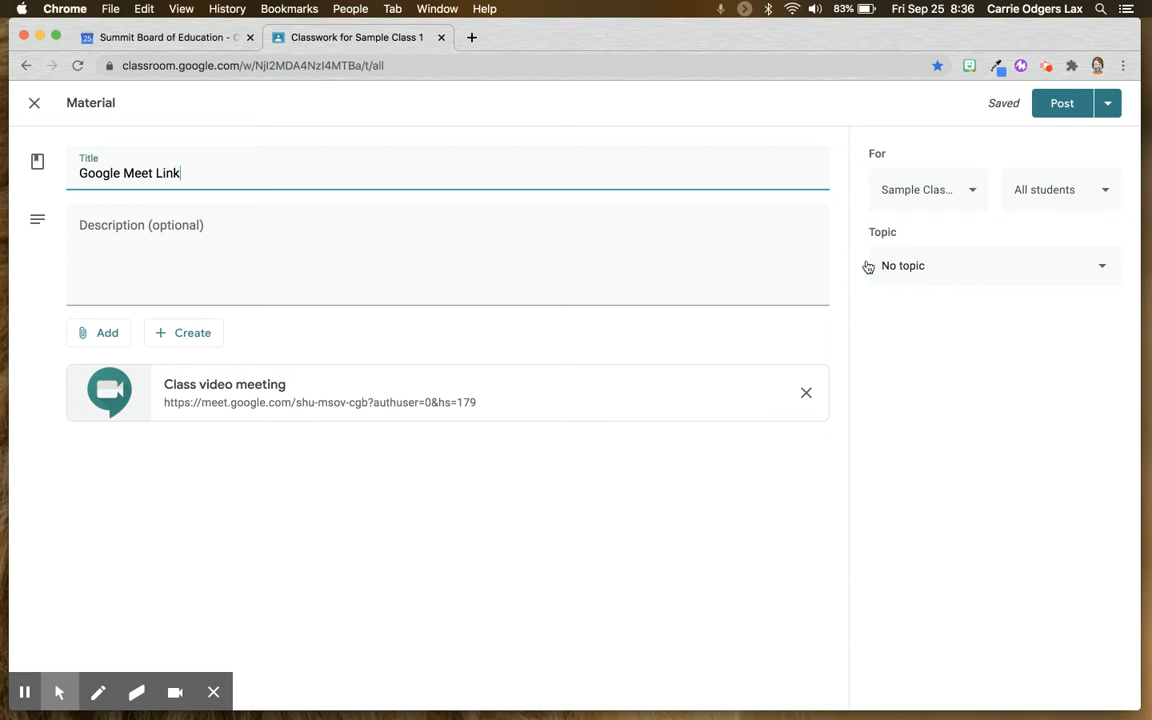 Chrome File Edit View History Bookmarks People Tab Window Help 83% Fri Sep 25 8:36 Carrie Odgers Lax
25 Summit Board of Education - C Classwork for Sample Class 1
classroom.google.com/w/NjI2MDA4NzI4MTBa/t/all
Material Saved Post
Title
Google Meet Link
Description (optional)
Add Create
Class video meeting
https://meet.google.com/shu-msov-cgb?authuser=0&hs=179
For
Sample Clas... All students
Topic
No topic